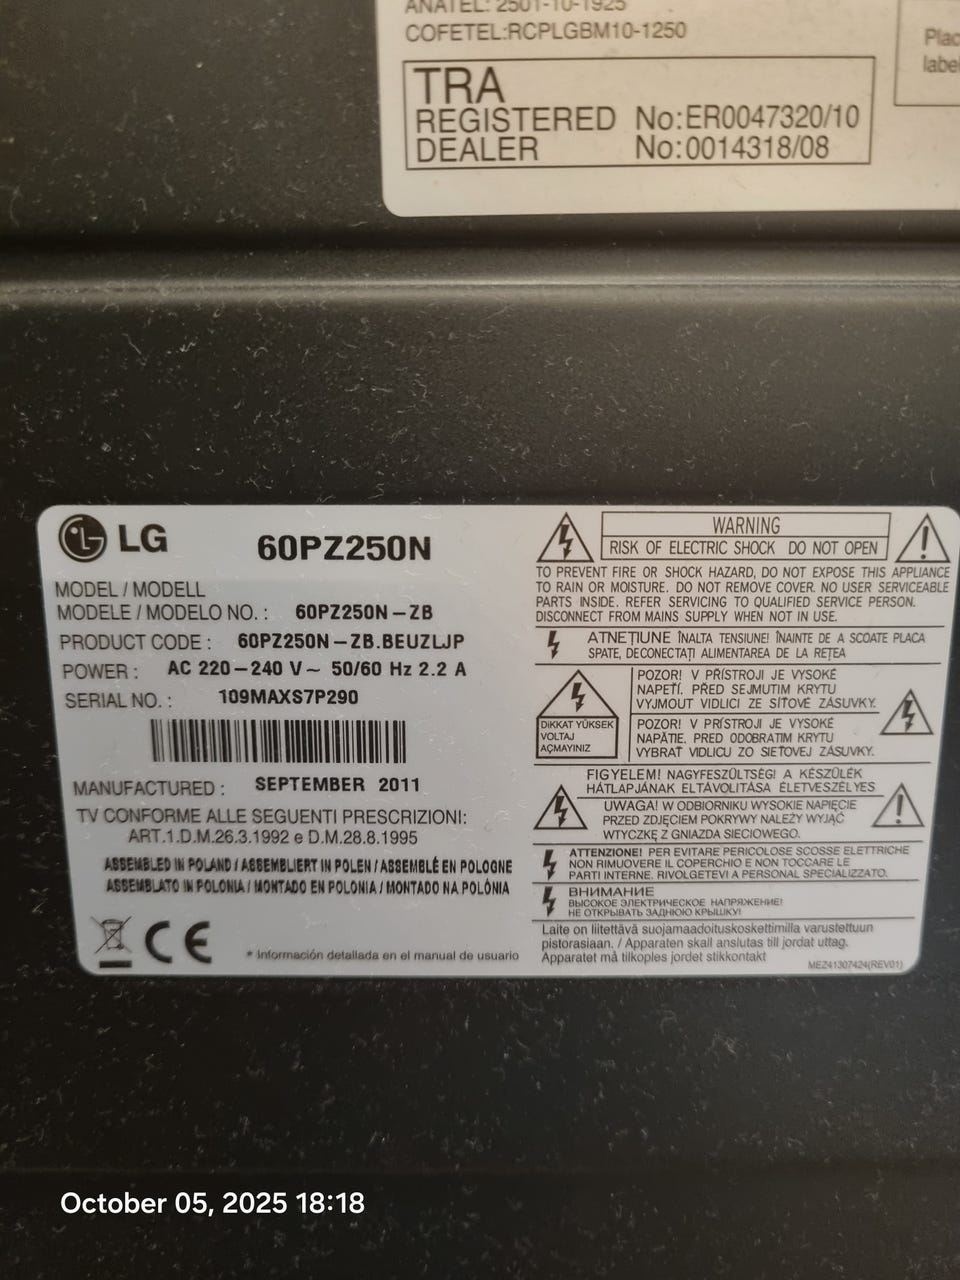 ANATEL: 2501-10-1925
COFETEL:RCPLGBM10-1250
Plac
label
TRA
REGISTERED No:ER0047320/10
DEALER No:0014318/08
LG
60PZ250N
MODEL / MODELL
MODELE / MODELO NO. : 60PZ250N-ZB
PRODUCT CODE : 60PZ250N-ZB.BEUZLJP
POWER : AC 220-240 V~ 50/60 Hz 2.2 A
SERIAL NO. : 109MAXS7P290
MANUFACTURED : SEPTEMBER 2011
TV CONFORME ALLE SEGUENTI PRESCRIZIONI:
ART.1.D.M.26.3.1992 e D.M.28.8.1995
ASSEMBLED IN POLAND / ASSEMBLIERT IN POLEN / ASSEMBLÉ EN POLOGNE
ASSEMBLATO IN POLONIA / MONTADO EN POLONIA / MONTADO NA POLÔNIA
CE
* Información detallada en el manual de usuario
WARNING
RISK OF ELECTRIC SHOCK DO NOT OPEN
TO PREVENT FIRE OR SHOCK HAZARD, DO NOT EXPOSE THIS APPLIANCE
TO RAIN OR MOISTURE. DO NOT REMOVE COVER. NO USER SERVICEABLE
PARTS INSIDE. REFER SERVICING TO QUALIFIED SERVICE PERSON.
DISCONNECT FROM MAINS SUPPLY WHEN NOT IN USE.
ATNEȚIUNE ÎNALTA TENSIUNE! ÎNAINTE DE A SCOATE PLACA
SPATE, DECONECTAȚI ALIMENTAREA DE LA REȚEA
DİKKAT YÜKSEK
VOLTAJ
AÇMAYINIZ
POZOR! V PŘÍSTROJI JE VYSOKÉ
NAPETÍ. PŘED SEJMUTIM KRYTU
VYJMOUT VIDLICI ZE SÍTOVÉ ZÁSUVKY.
POZOR! V PRÍSTROJI JE VYSOKÉ
NAPÄTIE. PRED ODOBRATIM KRYTU
VYBRAŤ VIDLICU ZO SIEŤOVEJ ZÁSUVKY.
FIGYELEM! NAGYFESZÜLTSÉG! A KÉSZÜLÉK
HÁTLAPJÁNAK ELTÁVOLITÁSA ÉLETVESZÉLYES
UWAGA! W ODBIORNIKU WYSOKIE NAPIĘCIE
PRZED ZDJĘCIEM POKRYWY NALEŻY WYJĄĆ
WTYCZKĘ Z GNIAZDA SIECIOWEGO.
ATTENZIONE! PER EVITARE PERICOLOSE SCOSSE ELETTRICHE
NON RIMUOVERE IL COPERCHIO E NON TOCCARE LE
PARTI INTERNE. RIVOLGETEVI A PERSONAL SPECIALIZZATO.
ВНИМАНИЕ
ВЫСОКОЕ ЭЛЕКТРИЧЕСКОЕ НАПРЯЖЕНИЕ!
НЕ ОТКРЫВАТЬ ЗАДНЮЮ КРЫШКУ!
Laite on liitettävä suojamaadoituskoskettimilla varustettuun
pistorasiaan. / Apparaten skall anslutas till jordat uttag.
Apparatet må tilkoples jordet stikkontakt
MEZ41307424(REV01)
October 05, 2025 18:18